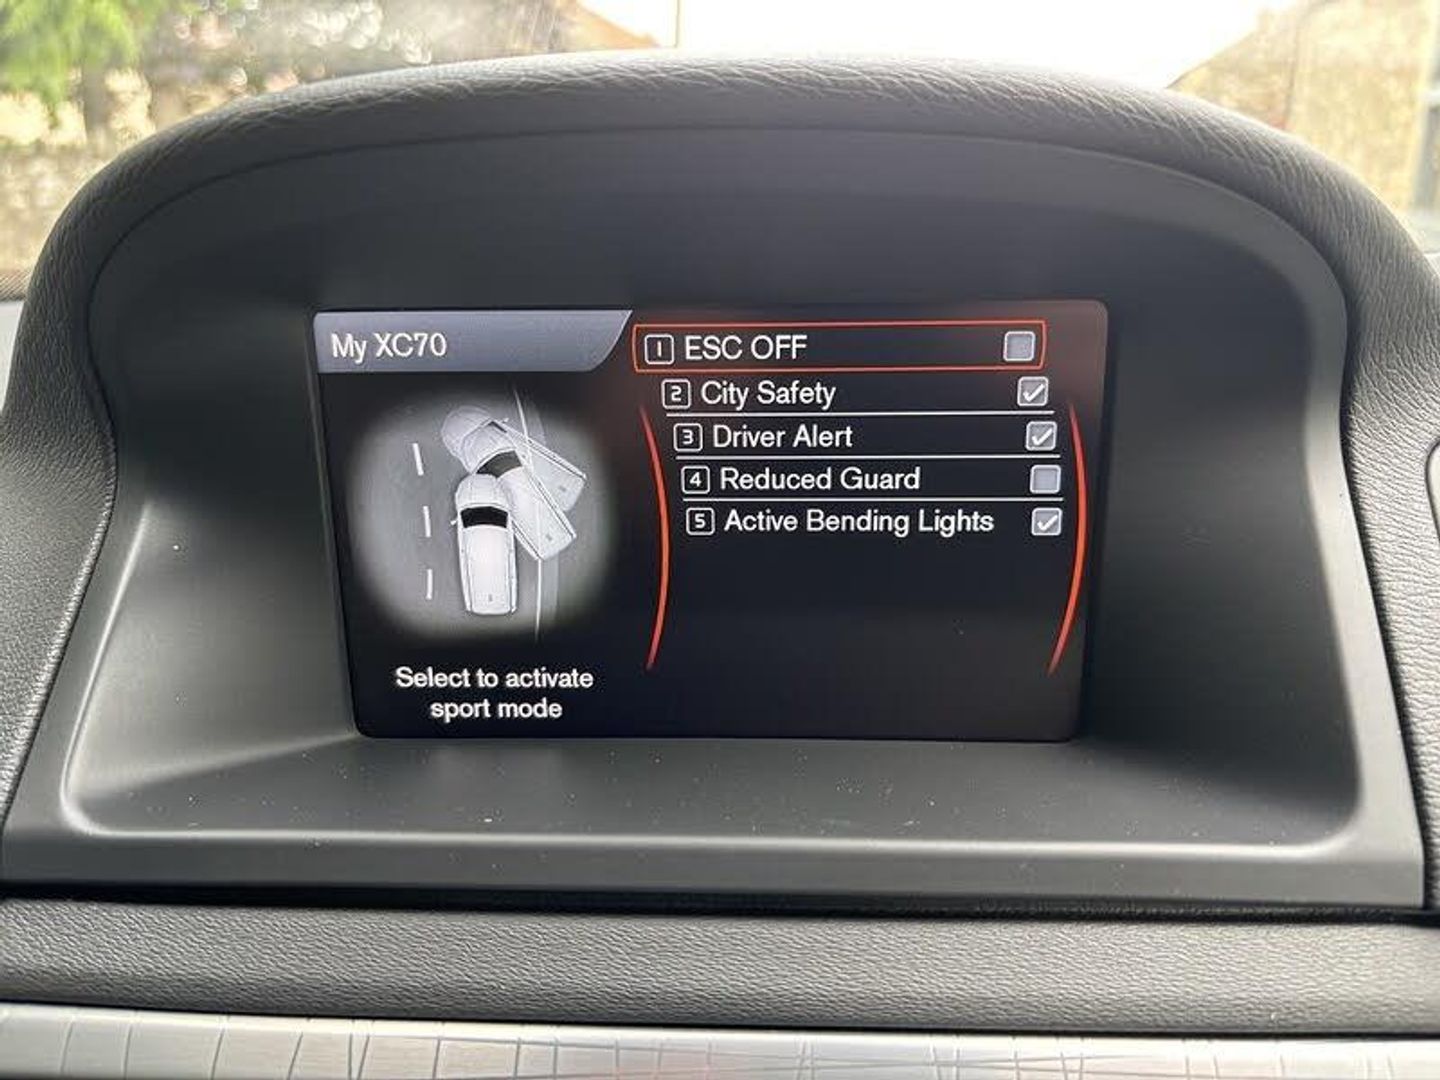 My XC70
1 ESC OFF
2 City Safety
3 Driver Alert
4 Reduced Guard
5 Active Bending Lights
Select to activate
sport mode